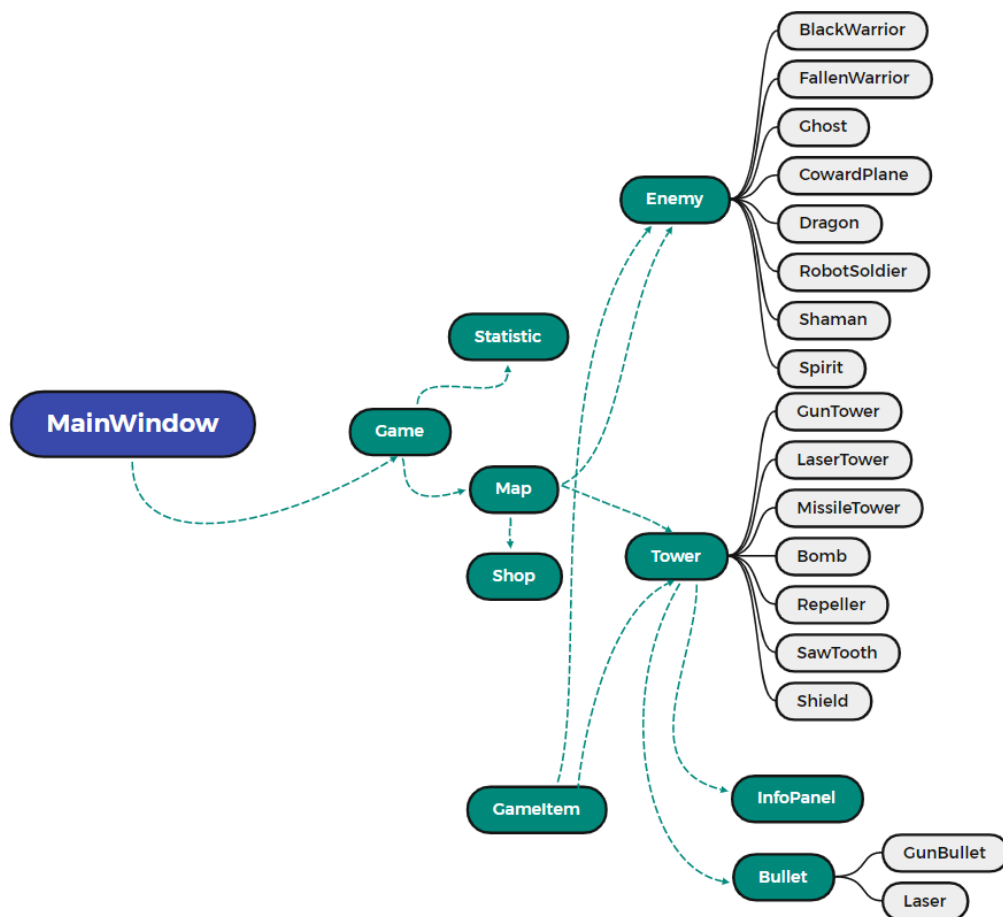 BlackWarrior
FallenWarrior
Ghost
CowardPlane
Enemy
Dragon
RobotSoldier
Shaman
Statistic
Spirit
MainWindow
Game
GunTower
LaserTower
Map
MissileTower
Tower
Bomb
Shop
Repeller
SawTooth
Shield
InfoPanel
GameItem
GunBullet
Bullet
Laser